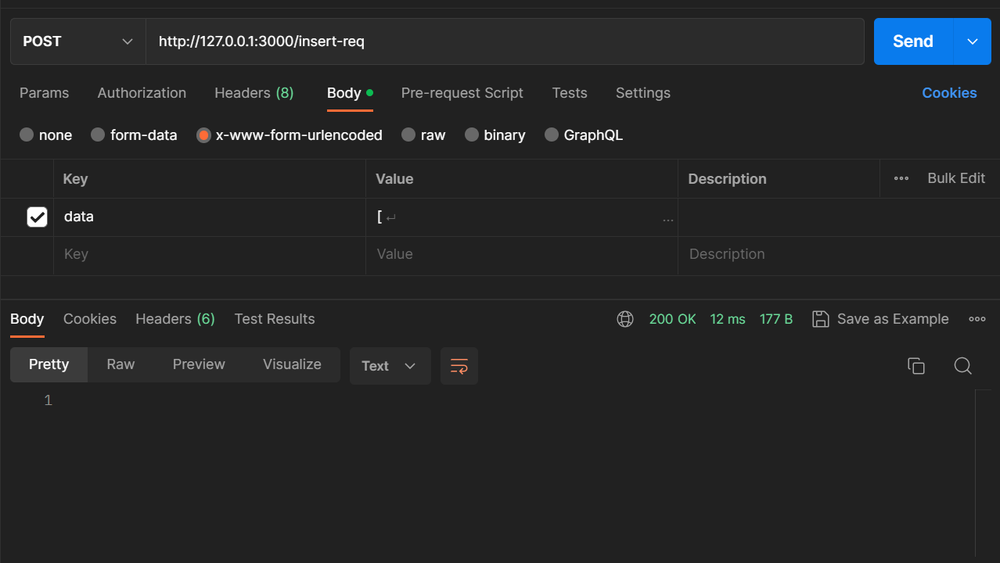 POST http://127.0.0.1:3000/insert-req Send
Params Authorization Headers (8) Body Pre-request Script Tests Settings Cookies
none form-data x-www-form-urlencoded raw binary GraphQL
Key Value Description ••• Bulk Edit
data [ ↵ ...
Key Value Description
Body Cookies Headers (6) Test Results 200 OK 12 ms 177 B Save as Example
Pretty Raw Preview Visualize Text
1